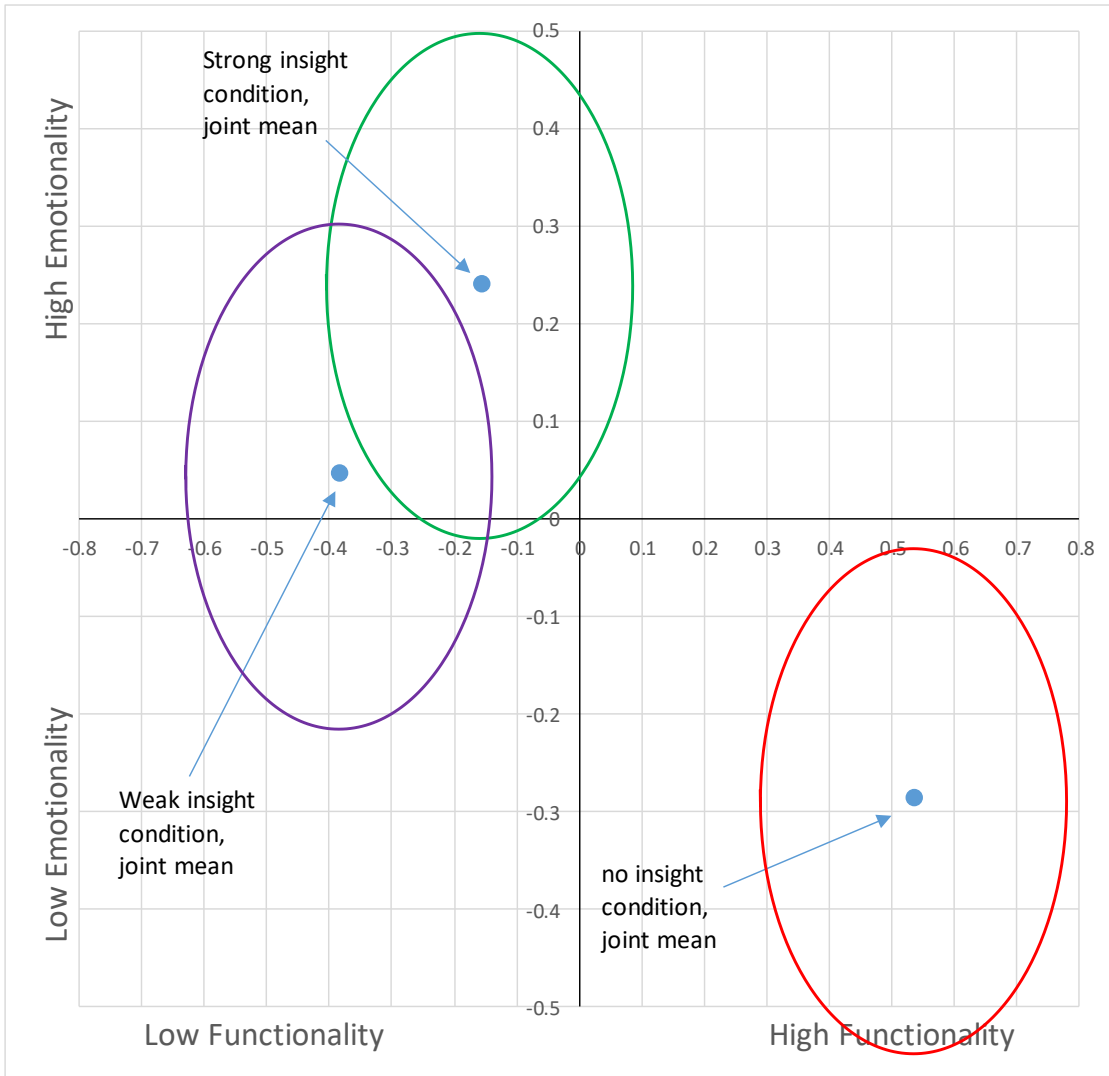 0.5
Strong insight
condition,
joint mean
High Emotionality
0.4
0.3
0.2
0.1
0
-0.8 -0.7 -0.6 -0.5 -0.4 -0.3 -0.2 -0.1 0 0.1 0.2 0.3 0.4 0.5 0.6 0.7 0.8
-0.1
-0.2
Low Emotionality
Weak insight
condition,
joint mean
-0.3
no insight
condition,
joint mean
-0.4
-0.5
Low Functionality
High Functionality